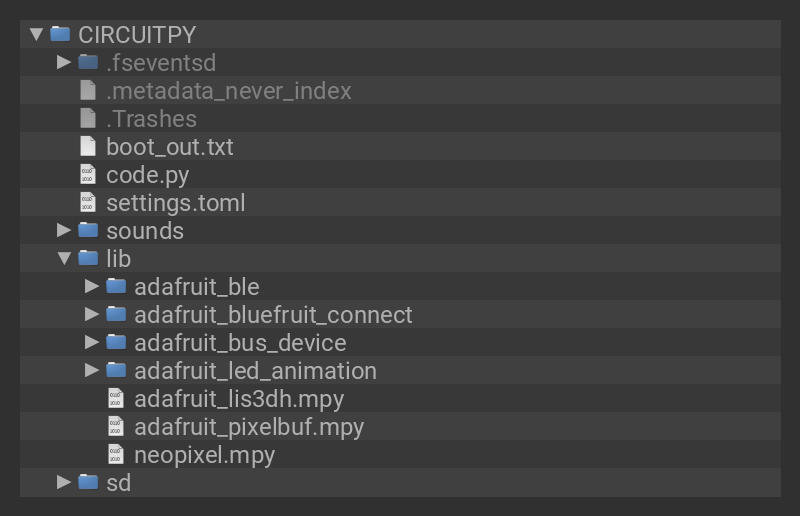 CIRCUITPY
.fseventsd
.metadata_never_index
.Trashes
boot_out.txt
code.py
settings.toml
sounds
lib
adafruit_ble
adafruit_bluefruit_connect
adafruit_bus_device
adafruit_led_animation
adafruit_lis3dh.mpy
adafruit_pixelbuf.mpy
neopixel.mpy
sd